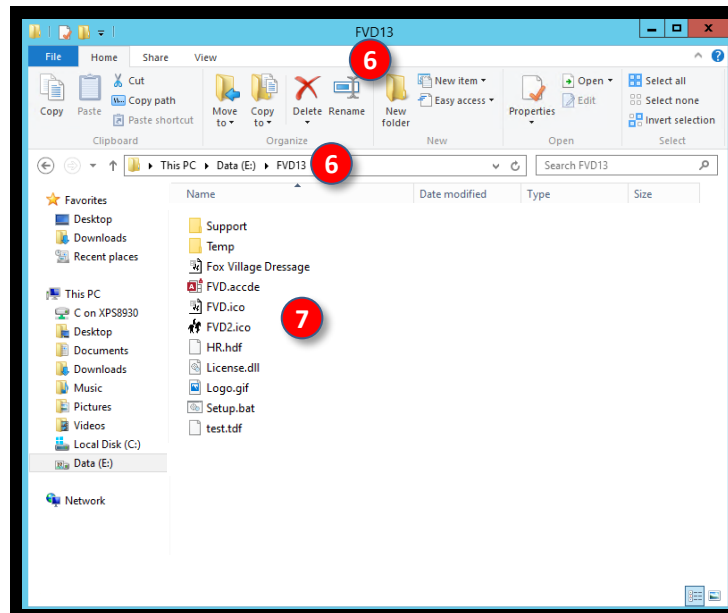 FVD13
File Home Share View
6
Copy
Paste
Cut
Copy path
Paste shortcut
Clipboard
Move to
Copy to
Delete
Rename
Organize
New folder
New item
Easy access
New
Properties
Open
Edit
Open
Select all
Select none
Invert selection
Select
This PC Data (E:) FVD13
6
Search FVD13
Favorites
Desktop
Downloads
Recent places
This PC
C on XPS8930
Desktop
Documents
Downloads
Music
Pictures
Videos
Local Disk (C:)
Data (E:)
Network
Name Date modified Type Size
Support
Temp
Fox Village Dressage
FVD.accde
FVD.ico
7
FVD2.ico
HR.hdf
License.dll
Logo.gif
Setup.bat
test.tdf